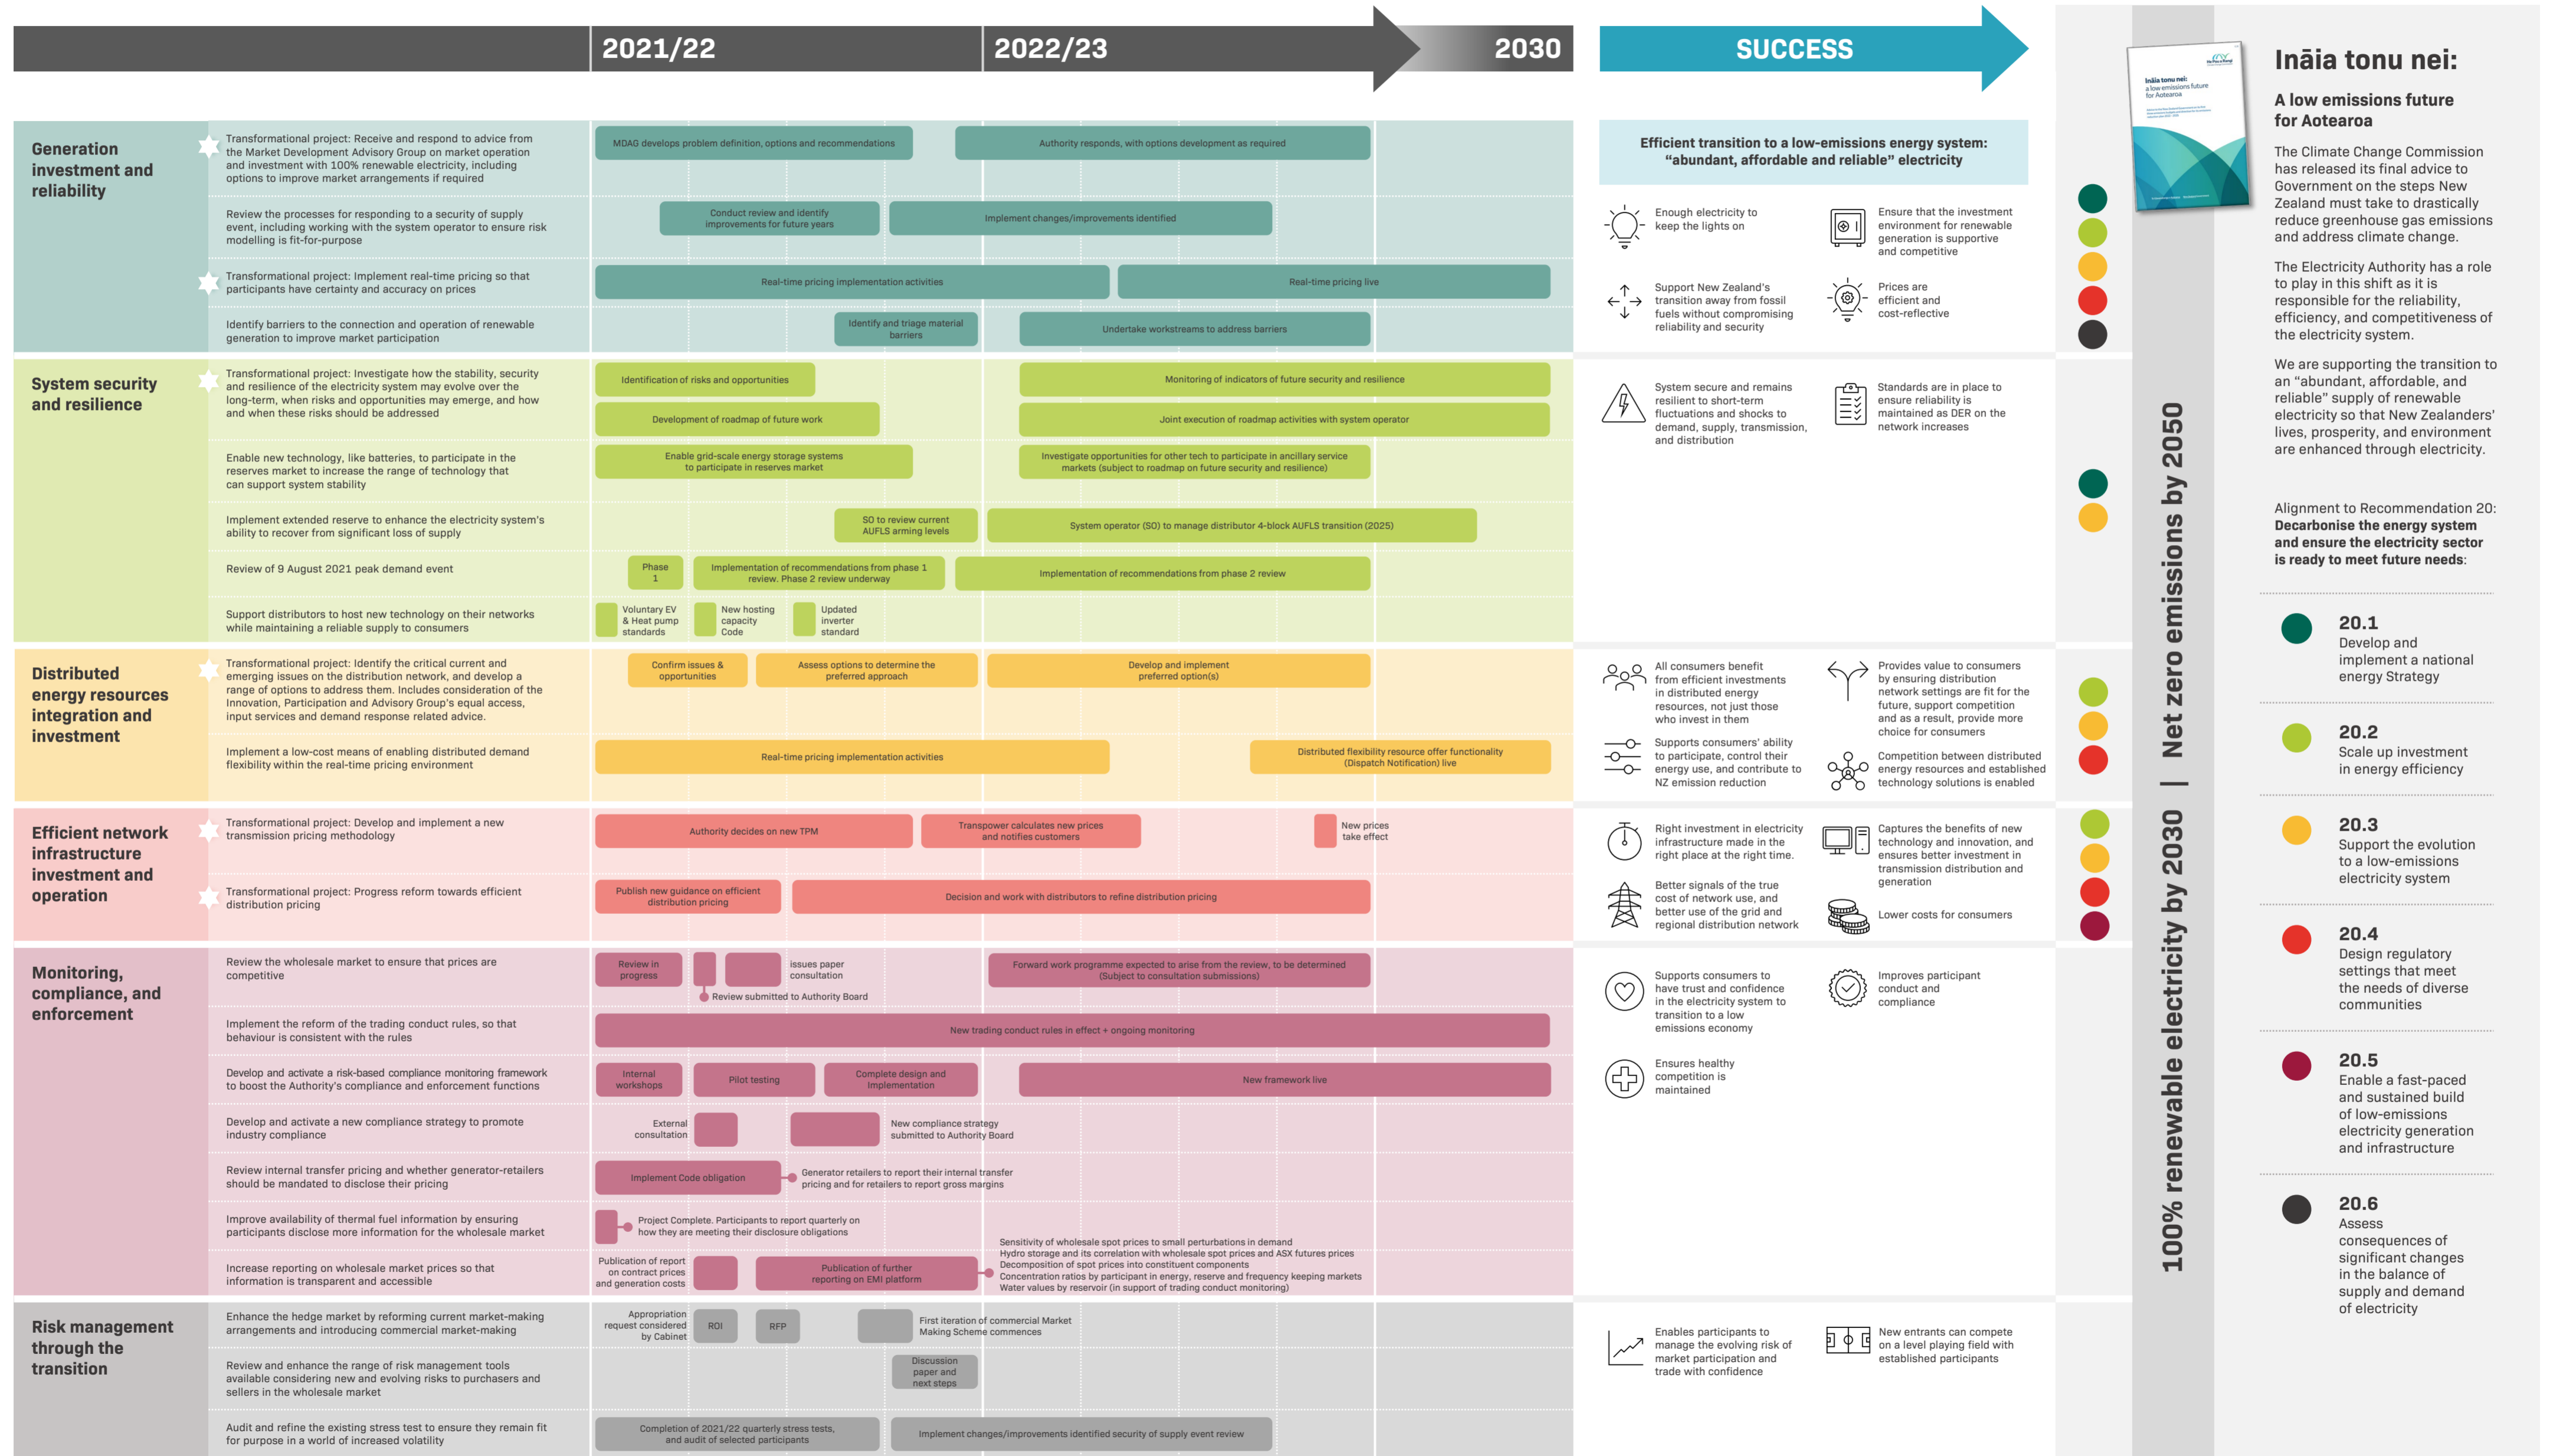 2021/22
2022/23
2030
SUCCESS
Generation
investment and
reliability
Transformational project: Receive and respond to advice from
the Market Development Advisory Group on market operation
and investment with 100% renewable electricity, including
options to improve market arrangements if required
MDAG develops problem definition, options and recommendations
Authority responds, with options development as required
Review the processes for responding to a security of supply
event, including working with the system operator to ensure risk
modelling is fit-for-purpose
Conduct review and identify
improvements for future years
Implement changes/improvements identified
Transformational project: Implement real-time pricing so that
participants have certainty and accuracy on prices
Real-time pricing implementation activities
Real-time pricing live
Identify barriers to the connection and operation of renewable
generation to improve market participation
Identify and triage material
barriers
Undertake workstreams to address barriers
Efficient transition to a low-emissions energy system:
“abundant, affordable and reliable” electricity
Enough electricity to
keep the lights on
Ensure that the investment
environment for renewable
generation is supportive
and competitive
Support New Zealand's
transition away from fossil
fuels without compromising
reliability and security
Prices are
efficient and
cost-reflective
System security
and resilience
Transformational project: Investigate how the stability, security
and resilience of the electricity system may evolve over the
long-term, when risks and opportunities may emerge, and how
and when these risks should be addressed
Identification of risks and opportunities
Monitoring of indicators of future security and resilience
Development of roadmap of future work
Joint execution of roadmap activities with system operator
Enable new technology, like batteries, to participate in the
reserves market to increase the range of technology that
can support system stability
Enable grid-scale energy storage systems
to participate in reserves market
Investigate opportunities for other tech to participate in ancillary service
markets (subject to roadmap on future security and resilience)
Implement extended reserve to enhance the electricity system's
ability to recover from significant loss of supply
SO to review current
AUFLS arming levels
System operator (SO) to manage distributor 4-block AUFLS transition (2025)
Review of 9 August 2021 peak demand event
Phase
1
Implementation of recommendations from phase 1
review. Phase 2 review underway
Implementation of recommendations from phase 2 review
Support distributors to host new technology on their networks
while maintaining a reliable supply to consumers
Voluntary EV
& Heat pump
standards
New hosting
capacity
Code
Updated
inverter
standard
System secure and remains
resilient to short-term
fluctuations and shocks to
demand, supply, transmission,
and distribution
Standards are in place to
ensure reliability is
maintained as DER on the
network increases
Distributed
energy resources
integration and
investment
Transformational project: Identify the critical current and
emerging issues on the distribution network, and develop a
range of options to address them. Includes consideration of the
Innovation, Participation and Advisory Group's equal access,
input services and demand response related advice.
Confirm issues &
opportunities
Assess options to determine the
preferred approach
Develop and implement
preferred option(s)
Implement a low-cost means of enabling distributed demand
flexibility within the real-time pricing environment
Real-time pricing implementation activities
Distributed flexibility resource offer functionality
(Dispatch Notification) live
All consumers benefit
from efficient investments
in distributed energy
resources, not just those
who invest in them
Provides value to consumers
by ensuring distribution
network settings are fit for the
future, support competition
and as a result, provide more
choice for consumers
Supports consumers' ability
to participate, control their
energy use, and contribute to
NZ emission reduction
Competition between distributed
energy resources and established
technology solutions is enabled
Efficient network
infrastructure
investment and
operation
Transformational project: Develop and implement a new
transmission pricing methodology
Authority decides on new TPM
Transpower calculates new prices
and notifies customers
New prices
take effect
Transformational project: Progress reform towards efficient
distribution pricing
Publish new guidance on efficient
distribution pricing
Decision and work with distributors to refine distribution pricing
Right investment in electricity
infrastructure made in the
right place at the right time.
Captures the benefits of new
technology and innovation, and
ensures better investment in
transmission distribution and
generation
Better signals of the true
cost of network use, and
better use of the grid and
regional distribution network
Lower costs for consumers
Monitoring,
compliance, and
enforcement
Review the wholesale market to ensure that prices are
competitive
Review in
progress
issues paper
consultation
Review submitted to Authority Board
Forward work programme expected to arise from the review, to be determined
(Subject to consultation submissions)
Implement the reform of the trading conduct rules, so that
behaviour is consistent with the rules
New trading conduct rules in effect + ongoing monitoring
Develop and activate a risk-based compliance monitoring framework
to boost the Authority's compliance and enforcement functions
Internal
workshops
Pilot testing
Complete design and
Implementation
New framework live
Develop and activate a new compliance strategy to promote
industry compliance
External
consultation
New compliance strategy
submitted to Authority Board
Review internal transfer pricing and whether generator-retailers
should be mandated to disclose their pricing
Implement Code obligation
Generator retailers to report their internal transfer
pricing and for retailers to report gross margins
Improve availability of thermal fuel information by ensuring
participants disclose more information for the wholesale market
Project Complete. Participants to report quarterly on
how they are meeting their disclosure obligations
Increase reporting on wholesale market prices so that
information is transparent and accessible
Publication of report
on contract prices
and generation costs
Publication of further
reporting on EMI platform
Sensitivity of wholesale spot prices to small perturbations in demand
Hydro storage and its correlation with wholesale spot prices and ASX futures prices
Decomposition of spot prices into constituent components
Concentration ratios by participant in energy, reserve and frequency keeping markets
Water values by reservoir (in support of trading conduct monitoring)
Supports consumers to
have trust and confidence
in the electricity system to
transition to a low
emissions economy
Improves participant
conduct and
compliance
Ensures healthy
competition is
maintained
Risk management
through the
transition
Enhance the hedge market by reforming current market-making
arrangements and introducing commercial market-making
Appropriation
request considered
by Cabinet
ROI
RFP
First iteration of commercial Market
Making Scheme commences
Review and enhance the range of risk management tools
available considering new and evolving risks to purchasers and
sellers in the wholesale market
Discussion
paper and
next steps
Audit and refine the existing stress test to ensure they remain fit
for purpose in a world of increased volatility
Completion of 2021/22 quarterly stress tests,
and audit of selected participants
Implement changes/improvements identified security of supply event review
Enables participants to
manage the evolving risk of
market participation and
trade with confidence
New entrants can compete
on a level playing field with
established participants
100% renewable electricity by 2030 | Net zero emissions by 2050
Ināia tonu nei:
a low emissions future
for Aotearoa
Ināia tonu nei:
A low emissions future
for Aotearoa
The Climate Change Commission
has released its final advice to
Government on the steps New
Zealand must take to drastically
reduce greenhouse gas emissions
and address climate change.
The Electricity Authority has a role
to play in this shift as it is
responsible for the reliability,
efficiency, and competitiveness of
the electricity system.
We are supporting the transition to
an “abundant, affordable, and
reliable” supply of renewable
electricity so that New Zealanders’
lives, prosperity, and environment
are enhanced through electricity.
Alignment to Recommendation 20:
Decarbonise the energy system
and ensure the electricity sector
is ready to meet future needs:
20.1
Develop and
implement a national
energy Strategy
20.2
Scale up investment
in energy efficiency
20.3
Support the evolution
to a low-emissions
electricity system
20.4
Design regulatory
settings that meet
the needs of diverse
communities
20.5
Enable a fast-paced
and sustained build
of low-emissions
electricity generation
and infrastructure
20.6
Assess
consequences of
significant changes
in the balance of
supply and demand
of electricity